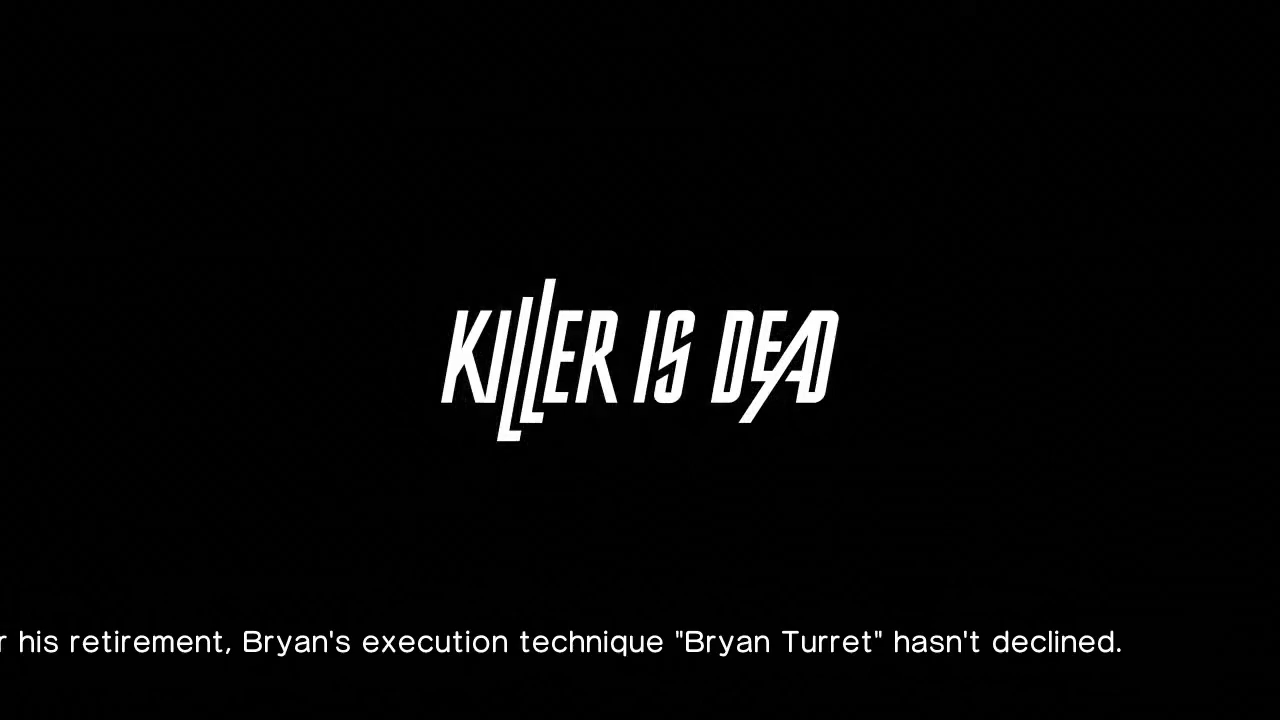 KILLER IS DEAD
his retirement, Bryan's execution technique "Bryan Turret" hasn't declined.